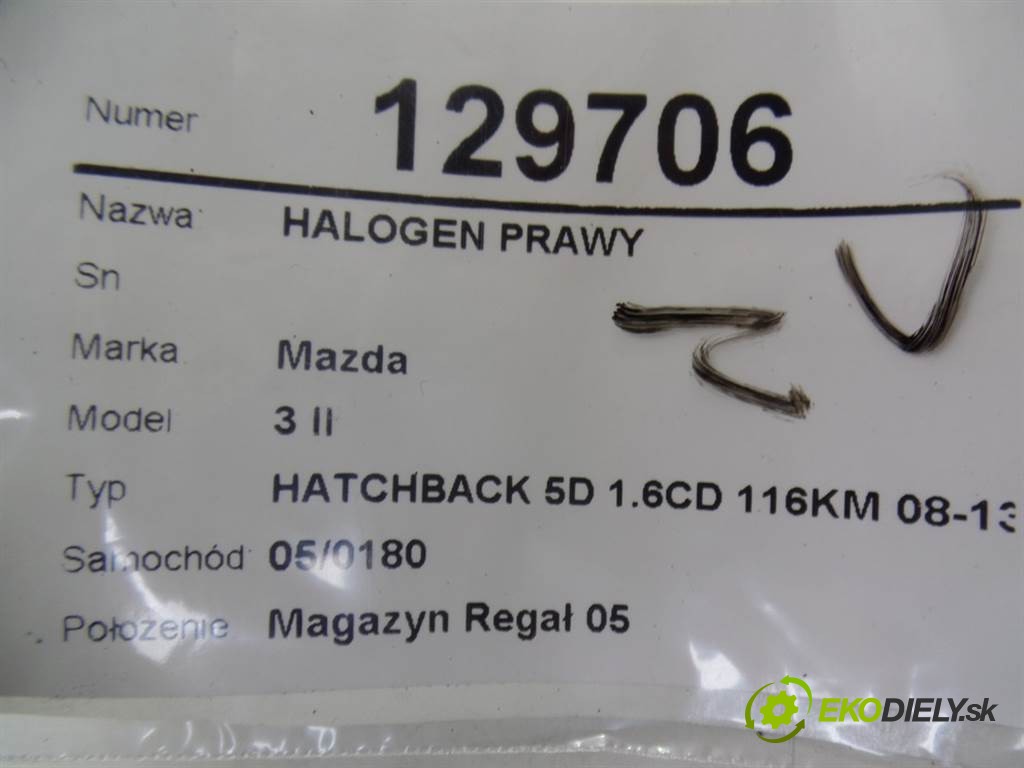 Numer 129706
Nazwa HALOGEN PRAWY
Sn
Marka Mazda
Model 3 II
Typ HATCHBACK 5D 1.6CD 116KM 08-13
Samochód 05/0180
Położenie Magazyn Regał 05
EKODIELY.sk